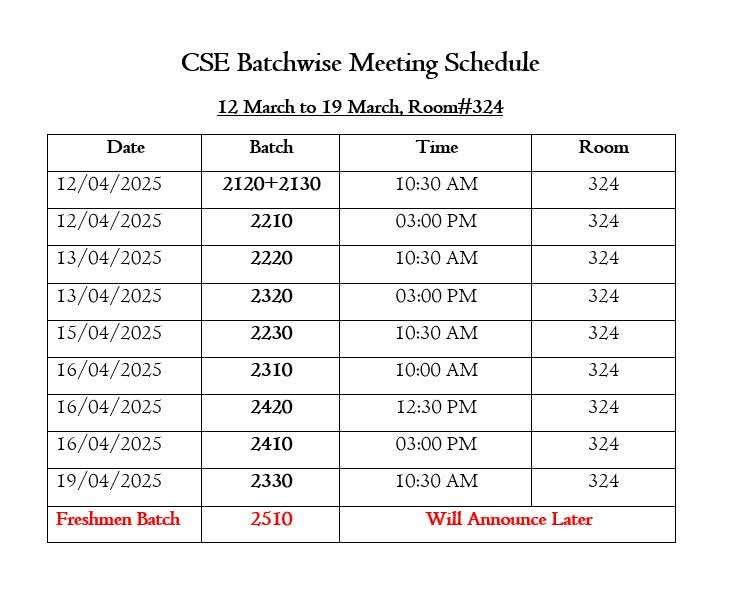 CSE Batchwise Meeting Schedule
12 March to 19 March, Room#324
Date Batch Time Room
12/04/2025 2120+2130 10:30 AM 324
12/04/2025 2210 03:00 PM 324
13/04/2025 2220 10:30 AM 324
13/04/2025 2320 03:00 PM 324
15/04/2025 2230 10:30 AM 324
16/04/2025 2310 10:00 AM 324
16/04/2025 2420 12:30 PM 324
16/04/2025 2410 03:00 PM 324
19/04/2025 2330 10:30 AM 324
Freshmen Batch 2510 Will Announce Later